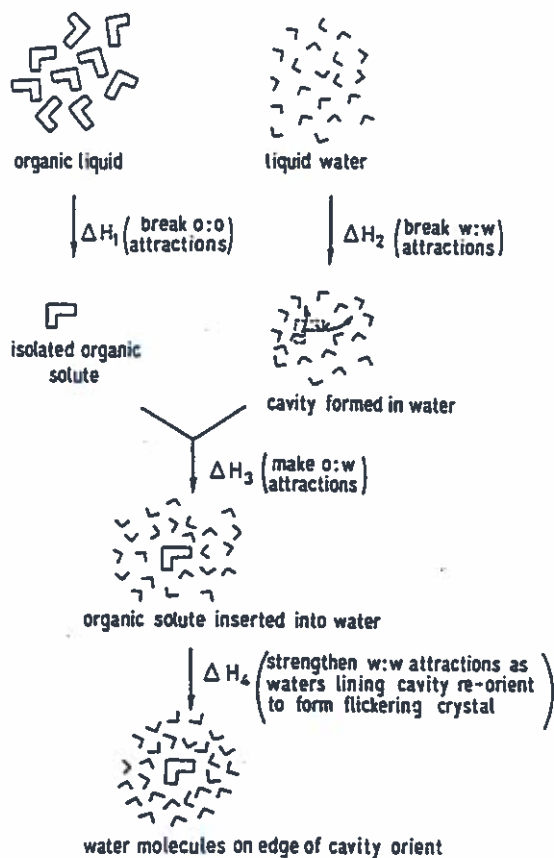 organic liquid
liquid water
ΔH₁ (break o:o attractions)
ΔH₂ (break w:w attractions)
isolated organic
solute
cavity formed in water
ΔH₃ (make o:w attractions)
organic solute inserted into water
ΔH₄ (strengthen w:w attractions as
waters lining cavity re-orient
to form flickering crystal)
water molecules on edge of cavity orient